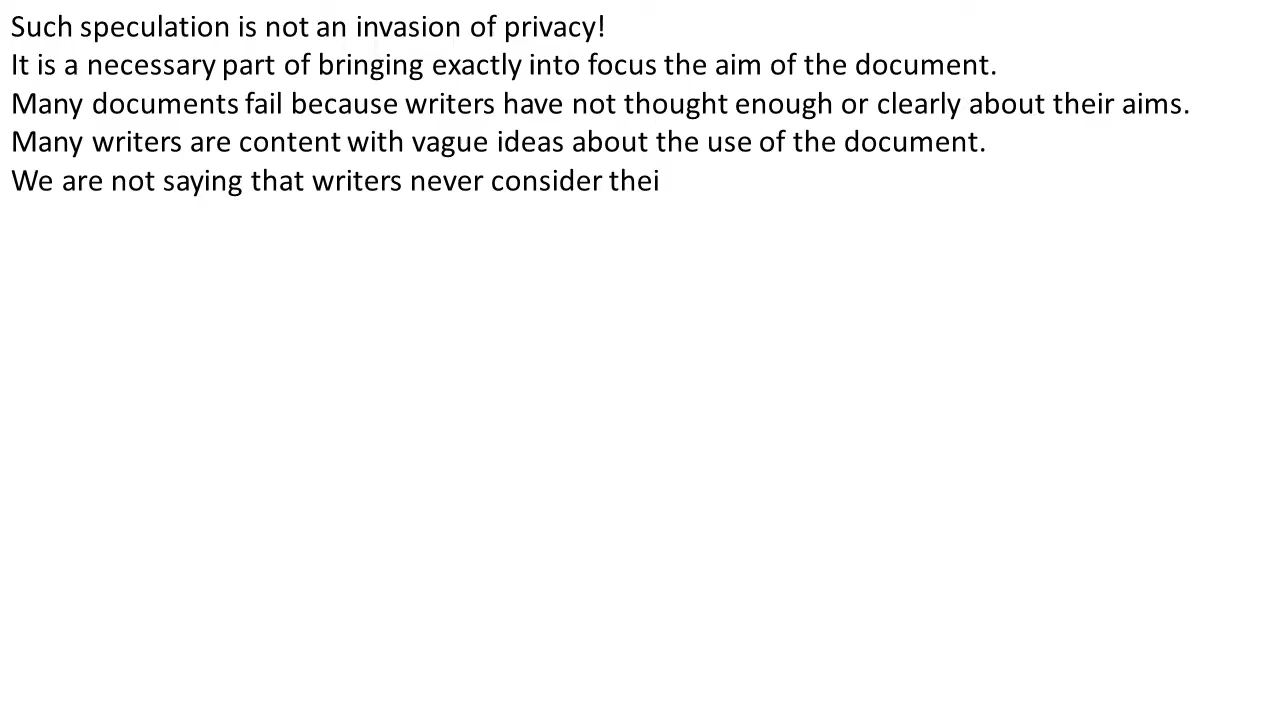 Such speculation is not an invasion of privacy!
It is a necessary part of bringing exactly into focus the aim of the document.
Many documents fail because writers have not thought enough or clearly about their aims.
Many writers are content with vague ideas about the use of the document.
We are not saying that writers never consider thei